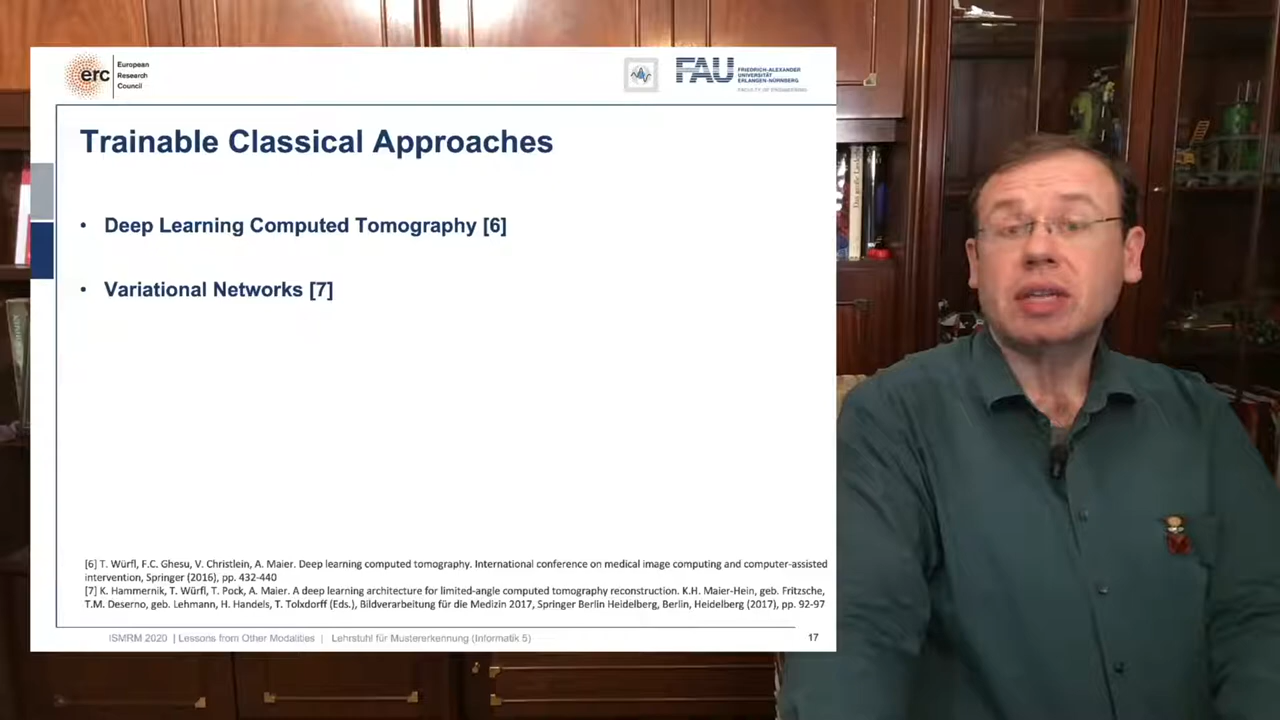 erc
European
Research
Council
FAU
FRIEDRICH-ALEXANDER
UNIVERSITÄT
ERLANGEN-NÜRNBERG
FACULTY OF ENGINEERING
Trainable Classical Approaches
• Deep Learning Computed Tomography [6]
• Variational Networks [7]
[6] T. Würfl, F.C. Ghesu, V. Christlein, A. Maier. Deep learning computed tomography. International conference on medical image computing and computer-assisted
intervention, Springer (2016), pp. 432-440
[7] K. Hammernik, T. Würfl, T. Pock, A. Maier. A deep learning architecture for limited-angle computed tomography reconstruction. K.H. Maier-Hein, geb. Fritzsche,
T.M. Deserno, geb. Lehmann, H. Handels, T. Tolxdorff (Eds.), Bildverarbeitung für die Medizin 2017, Springer Berlin Heidelberg, Berlin, Heidelberg (2017), pp. 92-97
ISMRM 2020 | Lessons from Other Modalities | Lehrstuhl für Mustererkennung (Informatik 5)
17